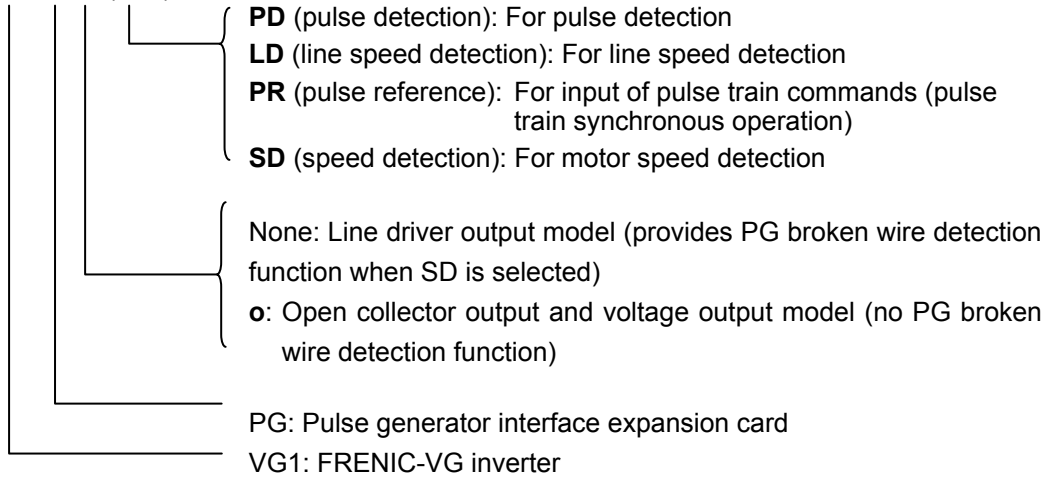 PD (pulse detection): For pulse detection
LD (line speed detection): For line speed detection
PR (pulse reference): For input of pulse train commands (pulse
train synchronous operation)
SD (speed detection): For motor speed detection
None: Line driver output model (provides PG broken wire detection
function when SD is selected)
o: Open collector output and voltage output model (no PG broken
wire detection function)
PG: Pulse generator interface expansion card
VG1: FRENIC-VG inverter